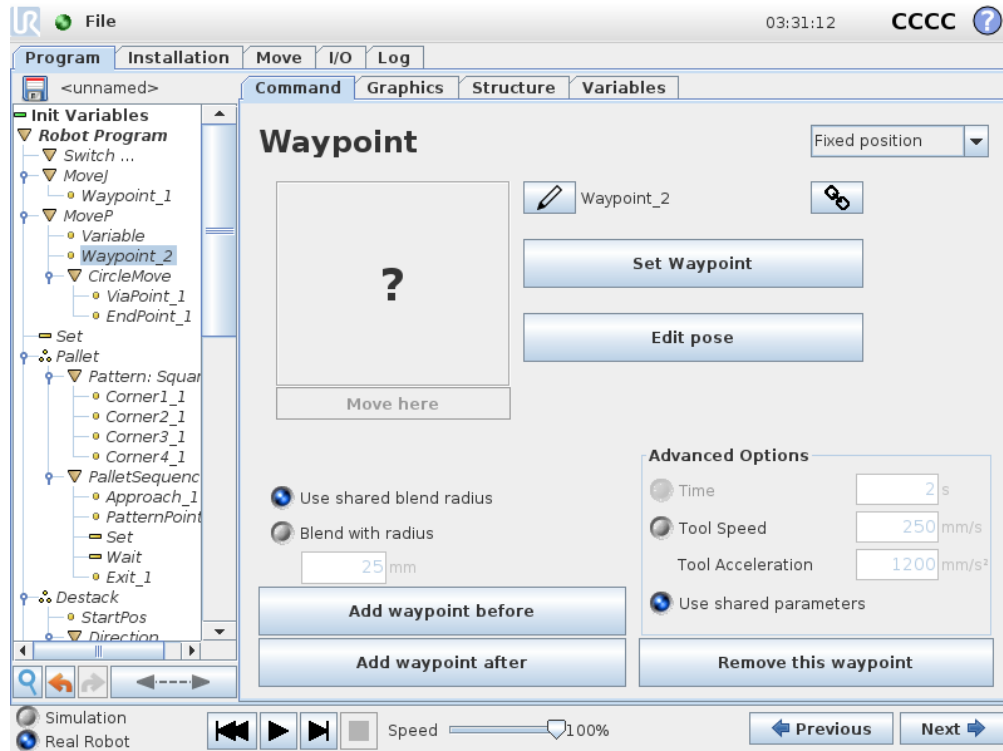 UR File 03:31:12 CCCC ?
Program Installation Move I/O Log
<unnamed> Command Graphics Structure Variables
Init Variables
Robot Program
Switch ...
MoveJ
Waypoint_1
MoveP
Variable
Waypoint_2
CircleMove
ViaPoint_1
EndPoint_1
Set
Pallet
Pattern: Squar
Corner1_1
Corner2_1
Corner3_1
Corner4_1
PalletSequenc
Approach_1
PatternPoint
Set
Wait
Exit_1
Destack
StartPos
Direction
Waypoint Fixed position
Waypoint_2
?
Set Waypoint
Edit pose
Move here
Use shared blend radius
Blend with radius
25 mm
Advanced Options
Time 2 s
Tool Speed 250 mm/s
Tool Acceleration 1200 mm/s²
Use shared parameters
Add waypoint before
Add waypoint after Remove this waypoint
Simulation
Real Robot
Speed 100%
Previous Next